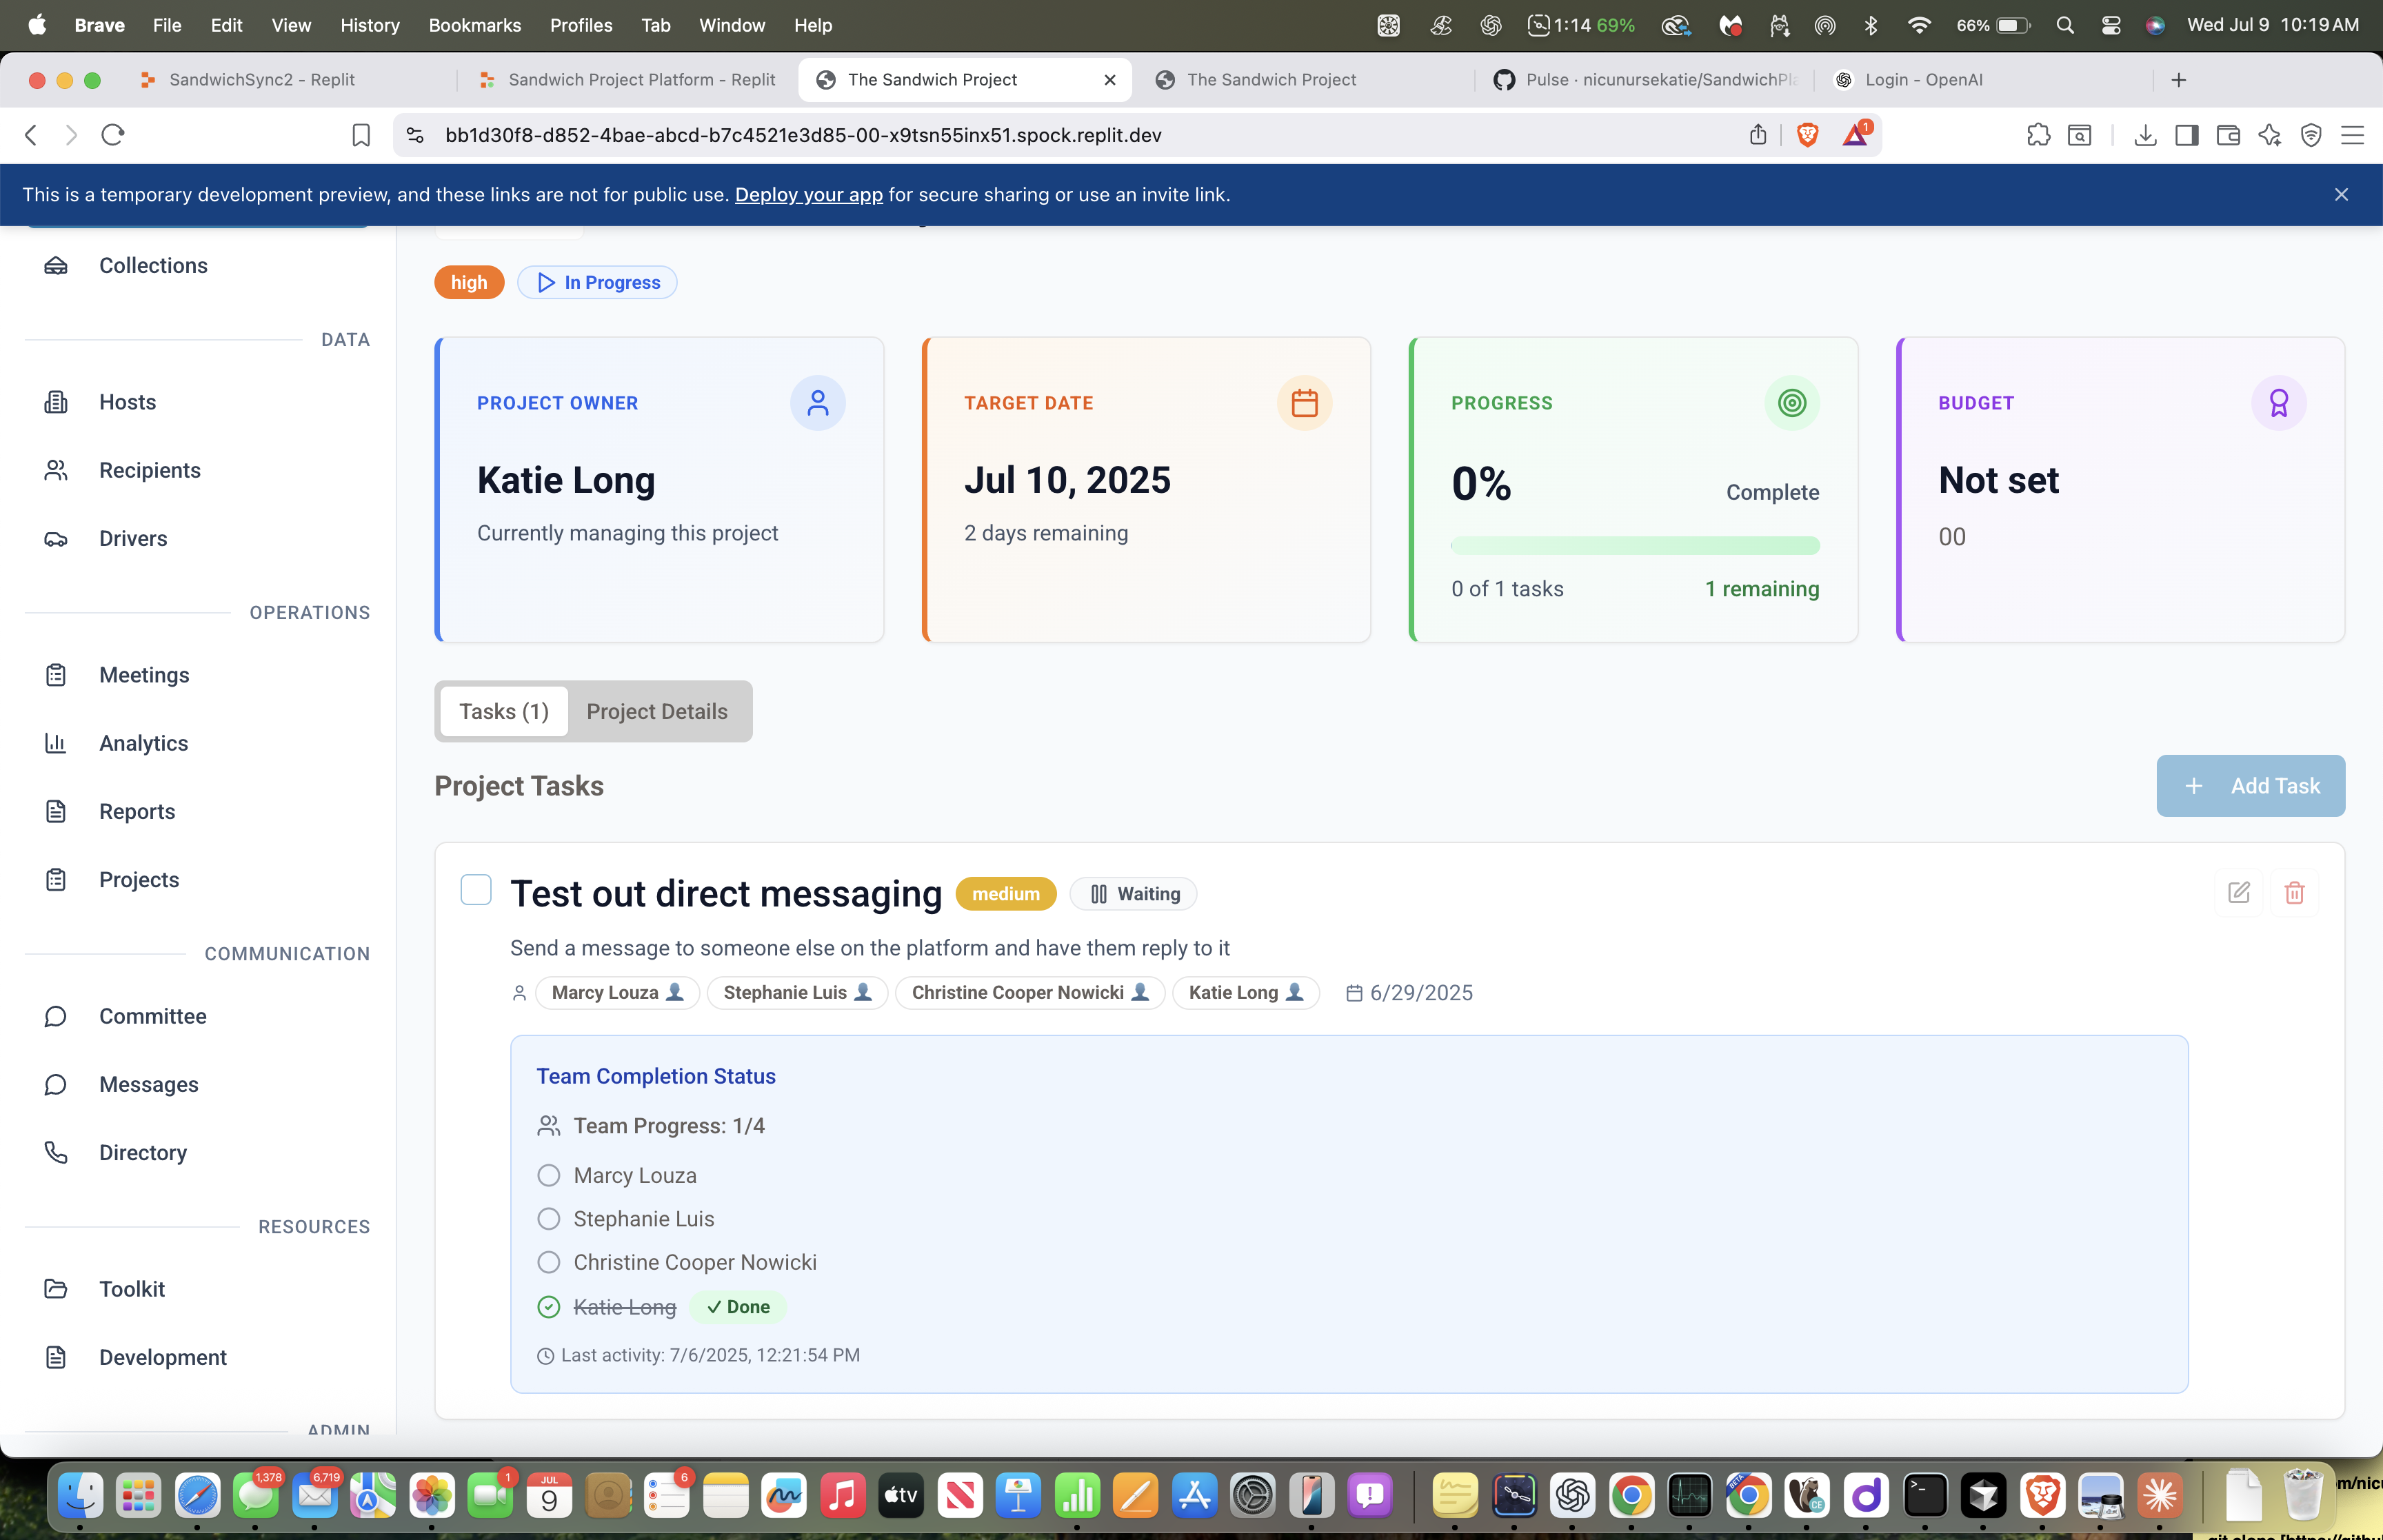 Brave File Edit View History Bookmarks Profiles Tab Window Help 1:14 69% 66% Wed Jul 9 10:19 AM
SandwichSync2 - Replit
Sandwich Project Platform - Replit
The Sandwich Project
The Sandwich Project
Pulse · nicunursekatie/SandwichPla
Login - OpenAI
bb1d30f8-d852-4bae-abcd-b7c4521e3d85-00-x9tsn55inx51.spock.replit.dev
1
This is a temporary development preview, and these links are not for public use. Deploy your app for secure sharing or use an invite link.
Collections
DATA
Hosts
Recipients
Drivers
OPERATIONS
Meetings
Analytics
Reports
Projects
COMMUNICATION
Committee
Messages
Directory
RESOURCES
Toolkit
Development
ADMIN
high
In Progress
PROJECT OWNER
Katie Long
Currently managing this project
TARGET DATE
Jul 10, 2025
2 days remaining
PROGRESS
0% Complete
0 of 1 tasks 1 remaining
BUDGET
Not set
00
Tasks (1) Project Details
Project Tasks
+ Add Task
Test out direct messaging medium Waiting
Send a message to someone else on the platform and have them reply to it
Marcy Louza Stephanie Luis Christine Cooper Nowicki Katie Long 6/29/2025
Team Completion Status
Team Progress: 1/4
Marcy Louza
Stephanie Luis
Christine Cooper Nowicki
Katie Long ✓ Done
Last activity: 7/6/2025, 12:21:54 PM
1,378
6,719
1
JUL
9
6
tv
BETA
CE
m/nicu